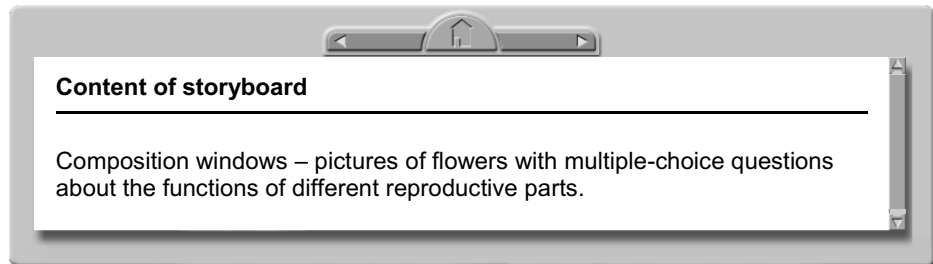 Content of storyboard
Composition windows – pictures of flowers with multiple-choice questions
about the functions of different reproductive parts.